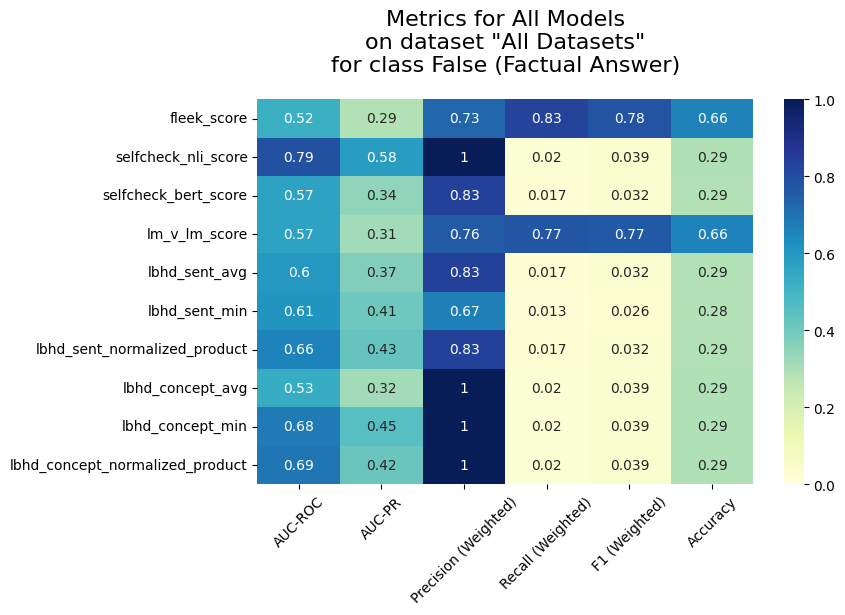 Metrics for All Models
on dataset "All Datasets"
for class False (Factual Answer)
fleek_score 0.52 0.29 0.73 0.83 0.78 0.66
selfcheck_nli_score 0.79 0.58 1 0.02 0.039 0.29
selfcheck_bert_score 0.57 0.34 0.83 0.017 0.032 0.29
lm_v_lm_score 0.57 0.31 0.76 0.77 0.77 0.66
lbhd_sent_avg 0.6 0.37 0.83 0.017 0.032 0.29
lbhd_sent_min 0.61 0.41 0.67 0.013 0.026 0.28
lbhd_sent_normalized_product 0.66 0.43 0.83 0.017 0.032 0.29
lbhd_concept_avg 0.53 0.32 1 0.02 0.039 0.29
lbhd_concept_min 0.68 0.45 1 0.02 0.039 0.29
lbhd_concept_normalized_product 0.69 0.42 1 0.02 0.039 0.29
AUC-ROC AUC-PR Precision (Weighted) Recall (Weighted) F1 (Weighted) Accuracy
1.0
0.8
0.6
0.4
0.2
0.0